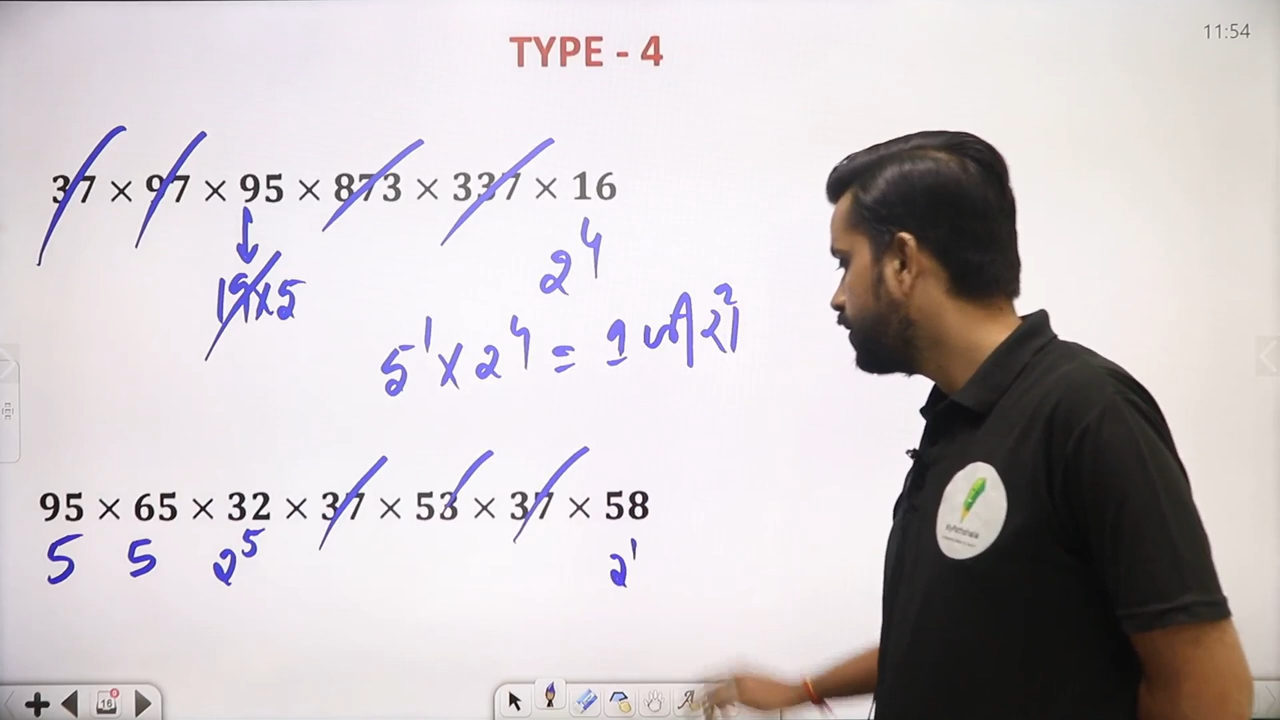 11:54
TYPE - 4
37 × 97 × 95 × 873 × 337 × 16
19×5
2⁴
5¹ × 2⁴ = 1
95 × 65 × 32 × 37 × 53 × 37 × 58
5 5 2⁵ 2¹
MyPathshala
16